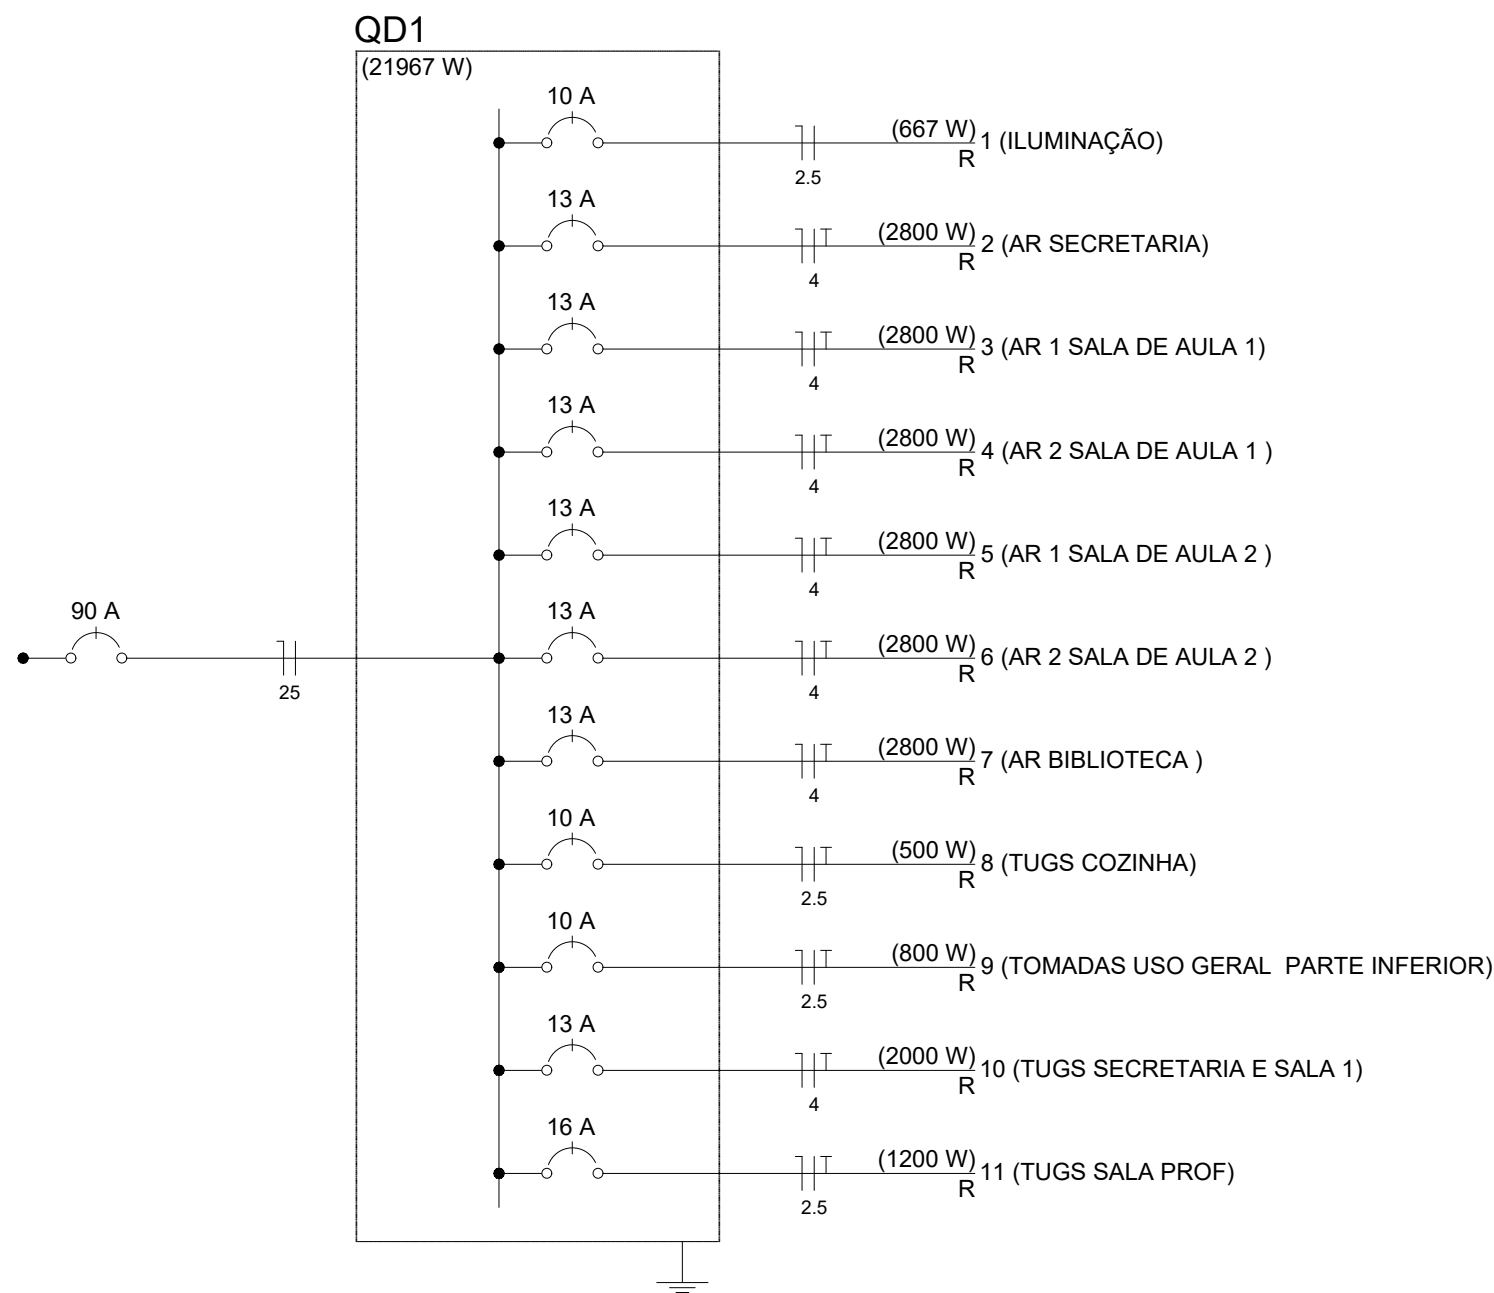 QD1
(21967 W)
10 A
(667 W)
1 (ILUMINAÇÃO)
R
2.5
13 A
(2800 W)
2 (AR SECRETARIA)
R
4
13 A
(2800 W)
3 (AR 1 SALA DE AULA 1)
R
4
13 A
(2800 W)
4 (AR 2 SALA DE AULA 1 )
R
4
13 A
(2800 W)
5 (AR 1 SALA DE AULA 2 )
R
4
90 A
25
13 A
(2800 W)
6 (AR 2 SALA DE AULA 2 )
R
4
13 A
(2800 W)
7 (AR BIBLIOTECA )
R
4
10 A
(500 W)
8 (TUGS COZINHA)
R
2.5
10 A
(800 W)
9 (TOMADAS USO GERAL  PARTE INFERIOR)
R
2.5
13 A
(2000 W)
10 (TUGS SECRETARIA E SALA 1)
R
4
16 A
(1200 W)
11 (TUGS SALA PROF)
R
2.5